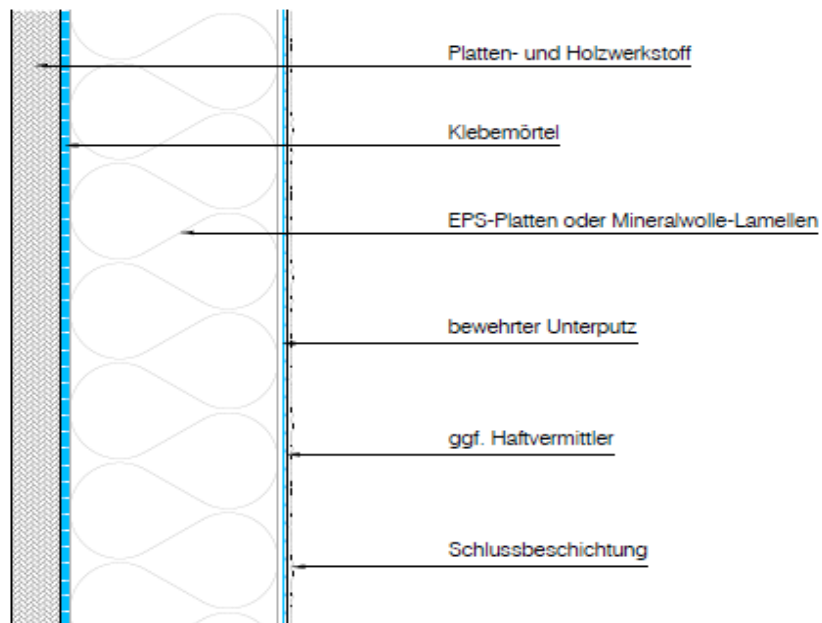 Platten- und Holzwerkstoff
Klebemörtel
EPS-Platten oder Mineralwolle-Lamellen
bewehrter Unterputz
ggf. Haftvermittler
Schlussbeschichtung